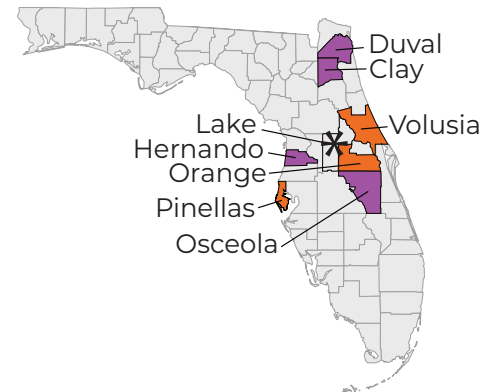 Duval
Clay
Lake
Volusia
Hernando
Orange
Pinellas
Osceola